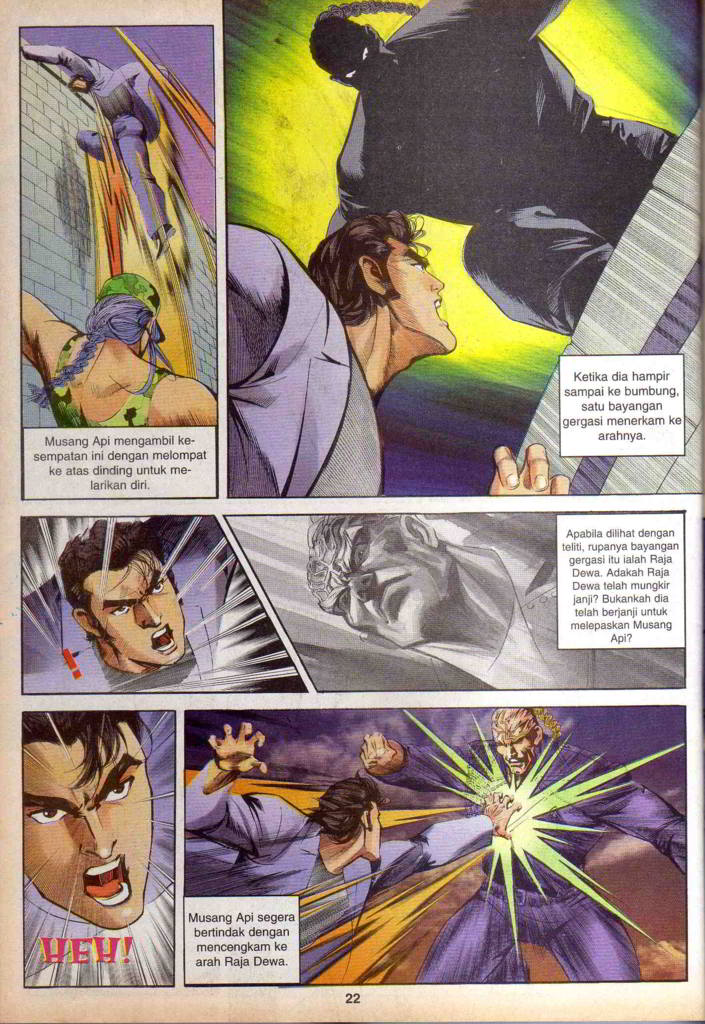 Musang Api mengambil ke-
sempatan ini dengan melompat
ke atas dinding untuk me-
larikan diri.
Ketika dia hampir
sampai ke bumbung,
satu bayangan
gergasi menerkam ke
arahnya.
!
Apabila dilihat dengan
teliti, rupanya bayangan
gergasi itu ialah Raja
Dewa. Adakah Raja
Dewa telah mungkir
janji? Bukankah dia
telah berjanji untuk
melepaskan Musang
Api?
HEH!
Musang Api segera
bertindak dengan
mencengkam ke
arah Raja Dewa.
22